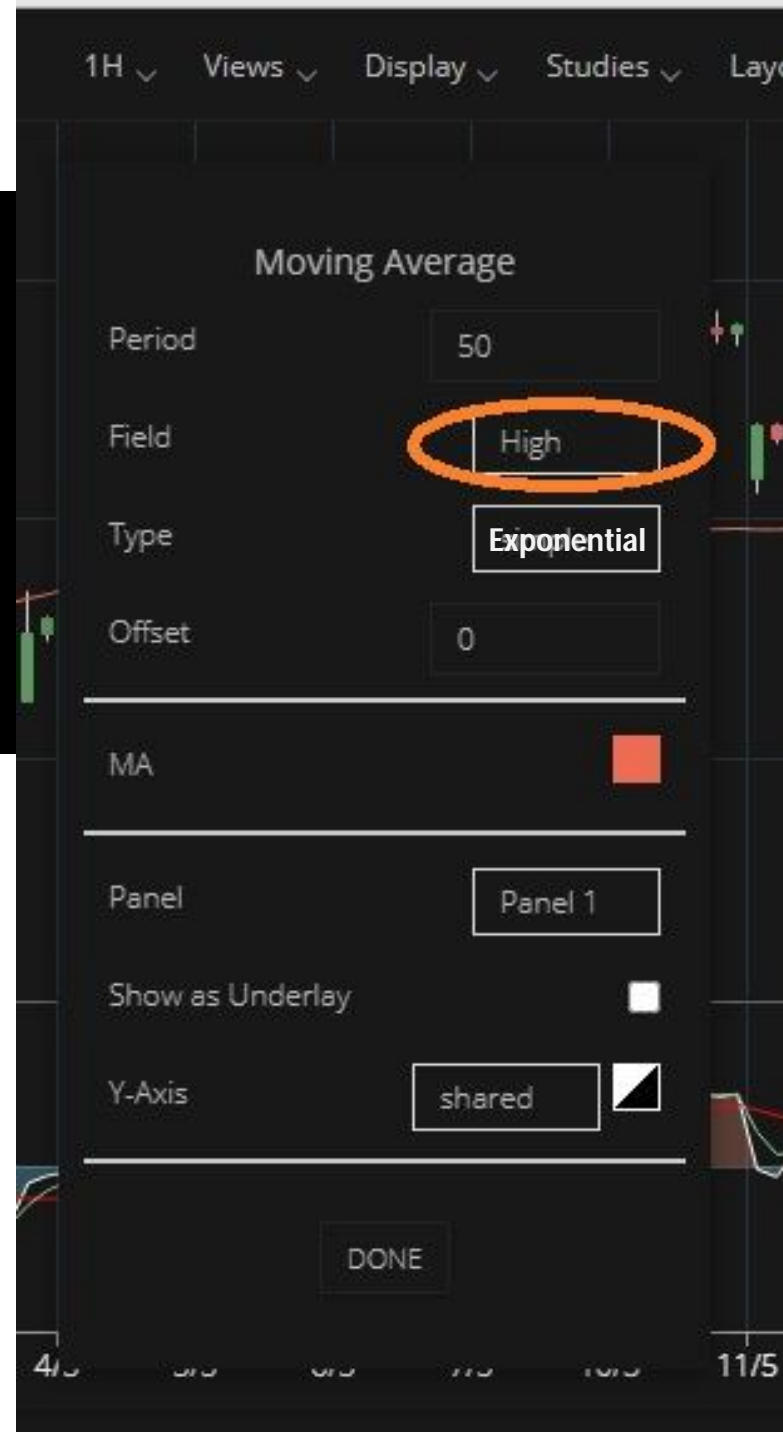 1H Views Display Studies
Moving Average
Period 50
Field High
Type Exponential
Offset 0
MA
Panel Panel 1
Show as Underlay
Y-Axis shared
DONE
11/5